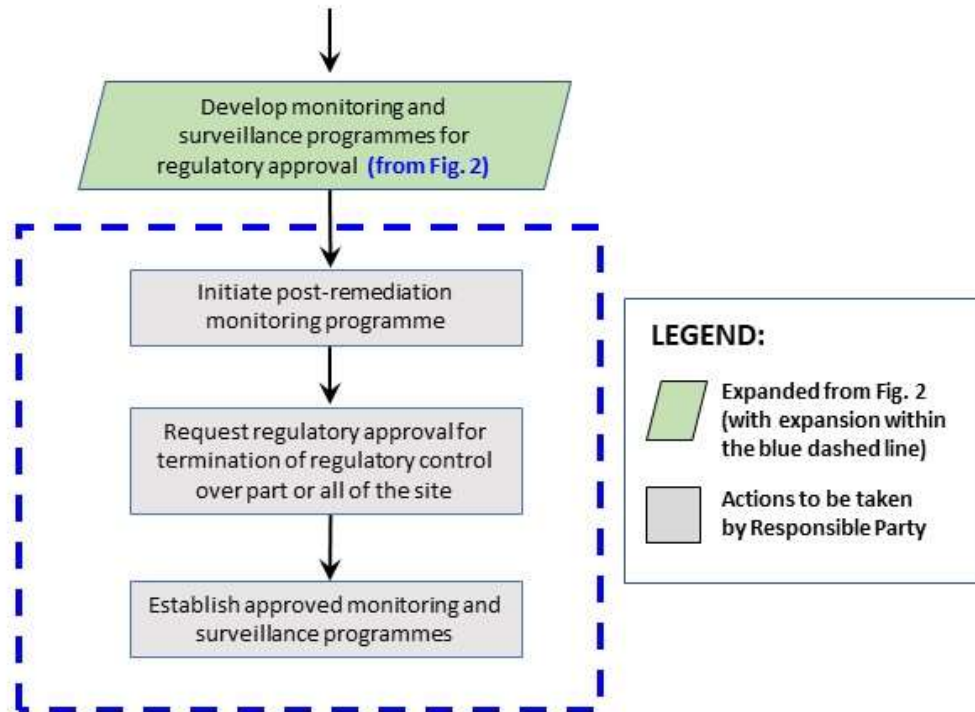 Develop monitoring and
surveillance programmes for
regulatory approval (from Fig. 2)
Initiate post-remediation
monitoring programme
Request regulatory approval for
termination of regulatory control
over part or all of the site
Establish approved monitoring and
surveillance programmes
LEGEND:
Expanded from Fig. 2
(with expansion within
the blue dashed line)
Actions to be taken
by Responsible Party